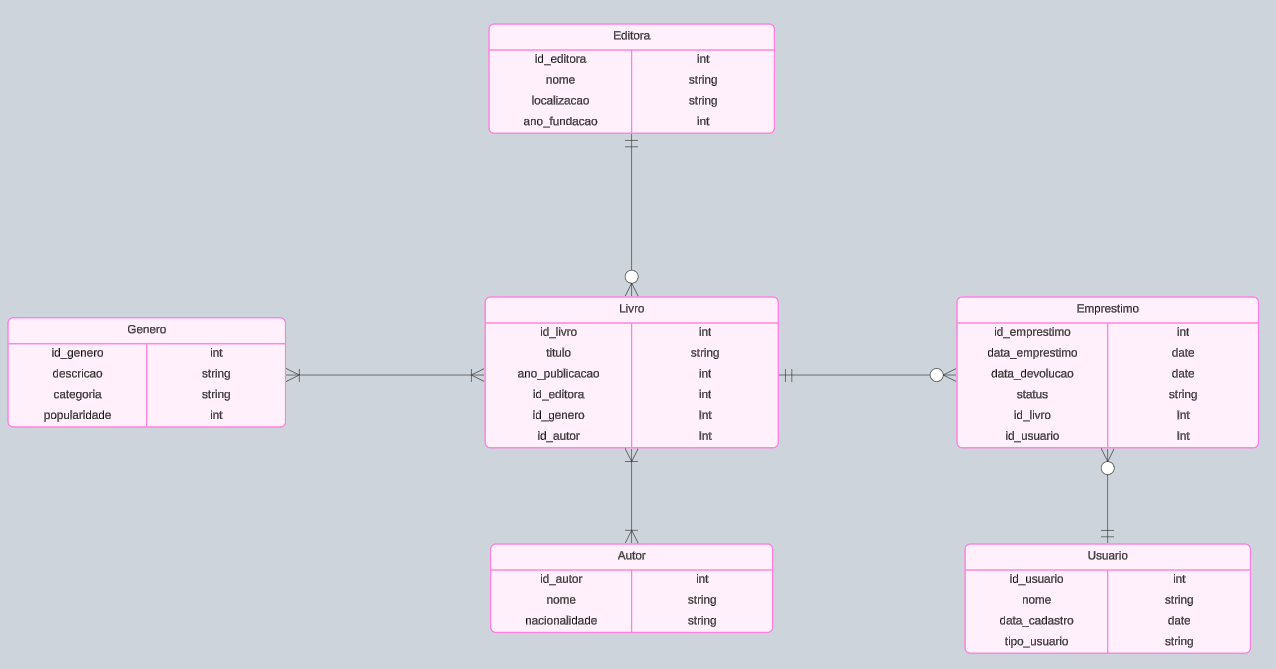 Editora
id_editora int
nome string
localizacao string
ano_fundacao int
Genero
id_genero int
descricao string
categoria string
popularidade int
Livro
id_livro int
titulo string
ano_publicacao int
id_editora int
id_genero Int
id_autor Int
Emprestimo
id_emprestimo int
data_emprestimo date
data_devolucao date
status string
id_livro Int
id_usuario Int
Autor
id_autor int
nome string
nacionalidade string
Usuario
id_usuario int
nome string
data_cadastro date
tipo_usuario string